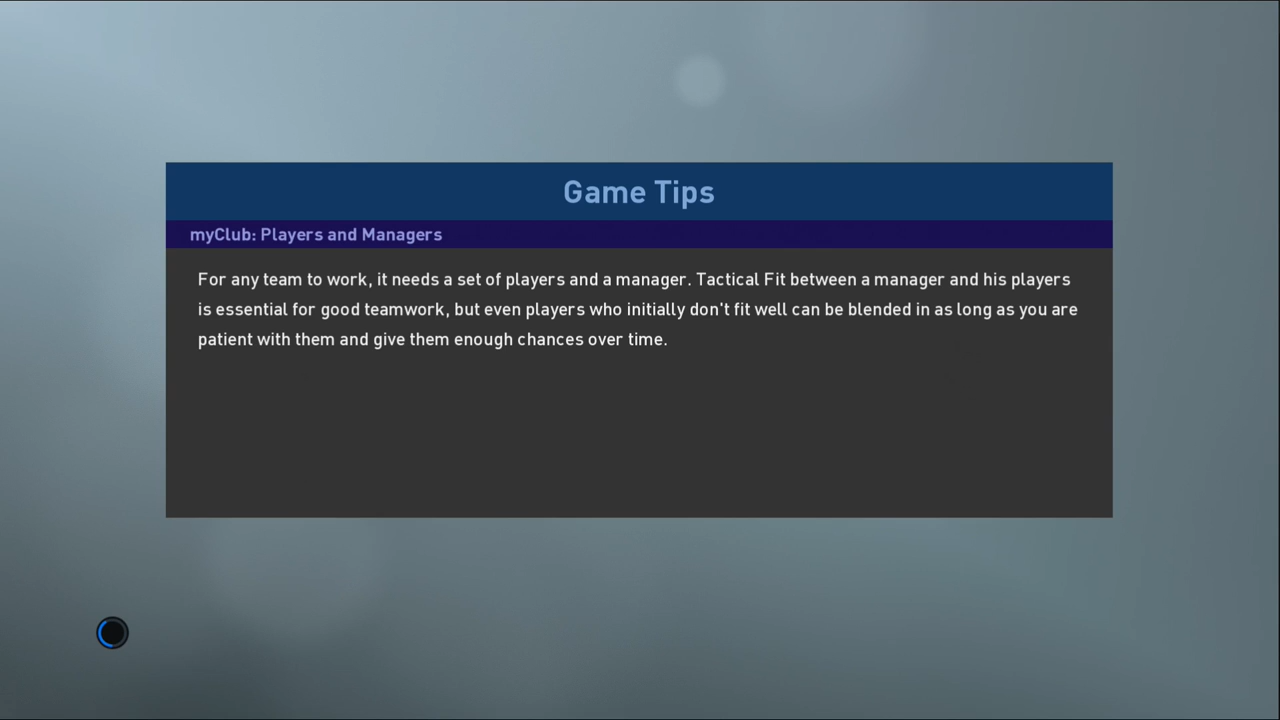 Game Tips
myClub: Players and Managers
For any team to work, it needs a set of players and a manager. Tactical Fit between a manager and his players
is essential for good teamwork, but even players who initially don't fit well can be blended in as long as you are
patient with them and give them enough chances over time.